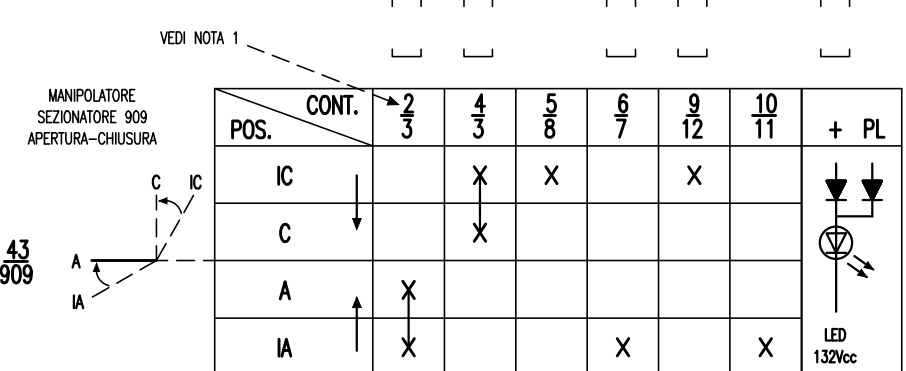 VEDI NOTA 1
MANIPOLATORE
SEZIONATORE 909
APERTURA-CHIUSURA
CONT.
POS.
2/3
4/3
5/8
6/7
9/12
10/11
+ PL
IC X X X
C X
A X
IA X X X
C IC
43/909
A
IA
LED
132Vcc